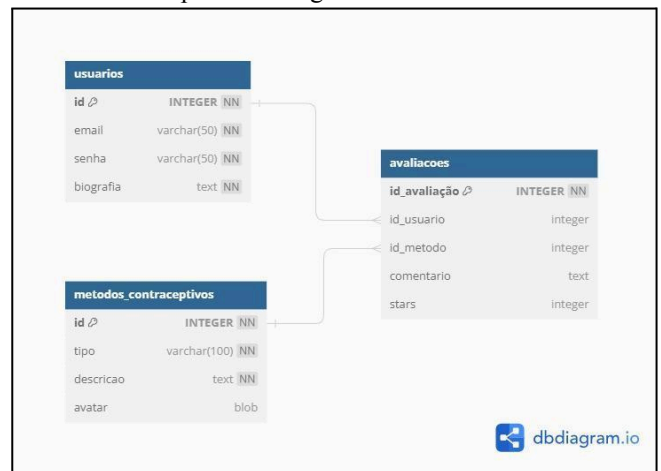 usuarios
id INTEGER NN
email varchar(50) NN
senha varchar(50) NN
biografia text NN
avaliacoes
id_avaliação INTEGER NN
id_usuario integer
id_metodo integer
comentario text
stars integer
metodos_contraceptivos
id INTEGER NN
tipo varchar(100) NN
descricao text NN
avatar blob
dbdiagram.io